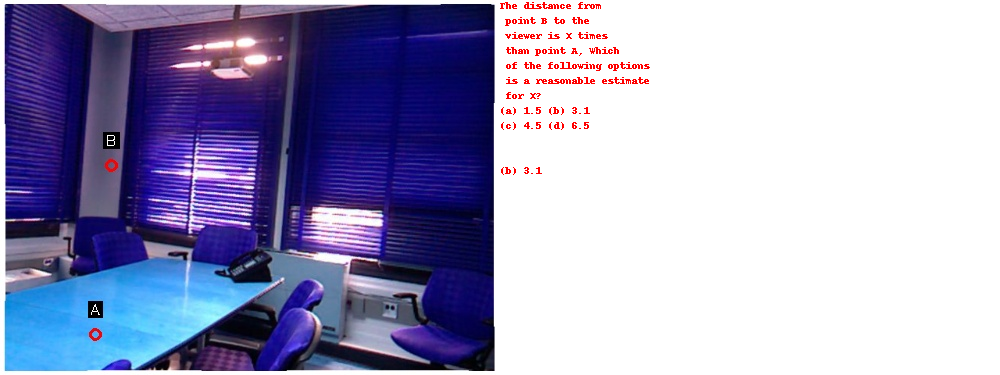 The distance from
point B to the
viewer is X times
than point A, Which
of the following options
is a reasonable estimate
for X?
(a) 1.5 (b) 3.1
(c) 4.5 (d) 6.5
(b) 3.1
B
A